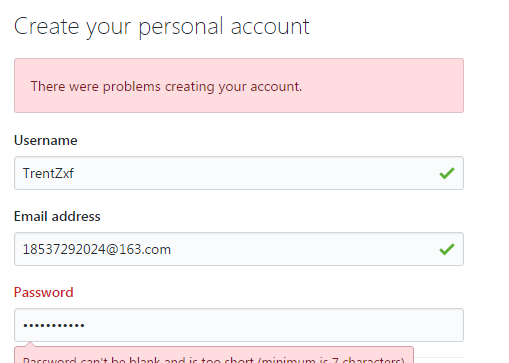 Create your personal account
There were problems creating your account.
Username
TrentZxf
Email address
18537292024@163.com
Password
•••••••••••
Password can't be blank and is too short (minimum is 7 characters)